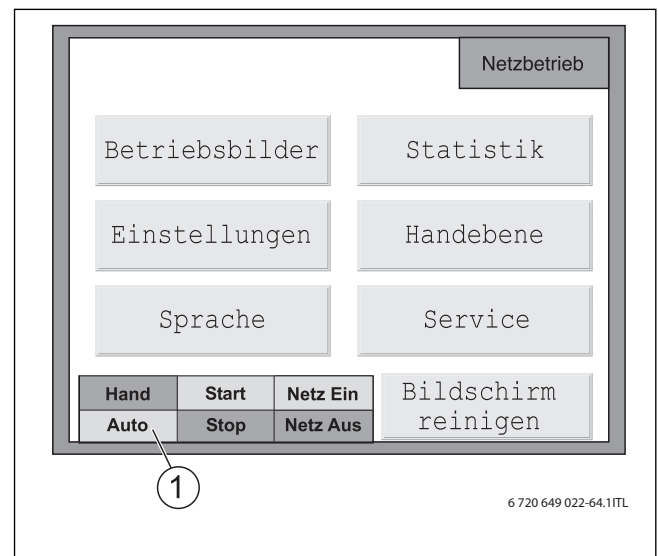 Netzbetrieb
Betriebsbilder
Statistik
Einstellungen
Handebene
Sprache
Service
Hand
Start
Netz Ein
Auto
Stop
Netz Aus
Bildschirm
reinigen
1
6 720 649 022-64.1ITL